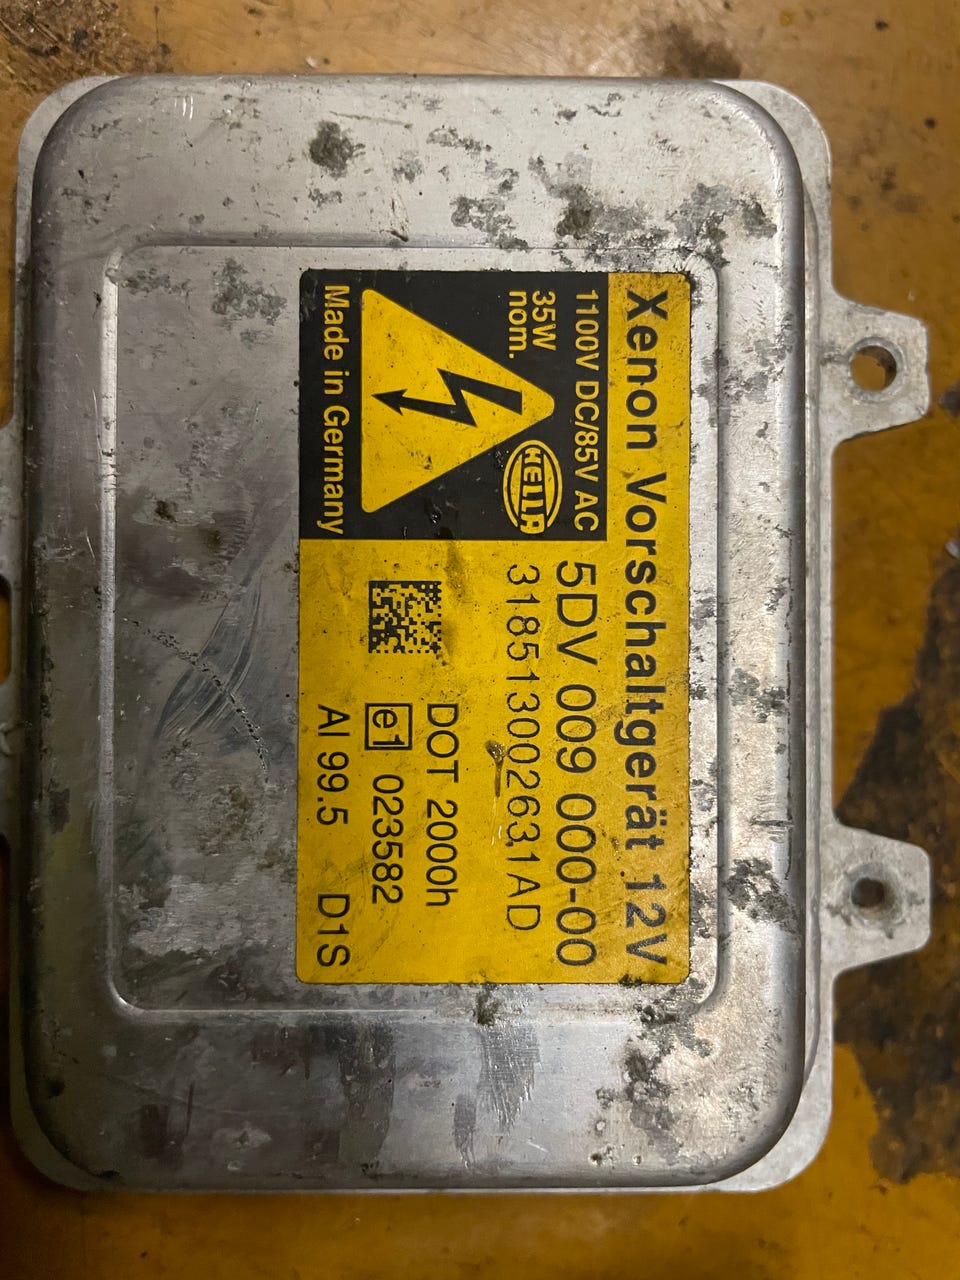 Xenon Vorschaltgerät 12V
1100V DC/85V AC
35W
nom.
HELLA
Made in Germany
5DV 009 000-00
318513002631AD
DOT 2000h
e1 023582
AI 99.5 D1S